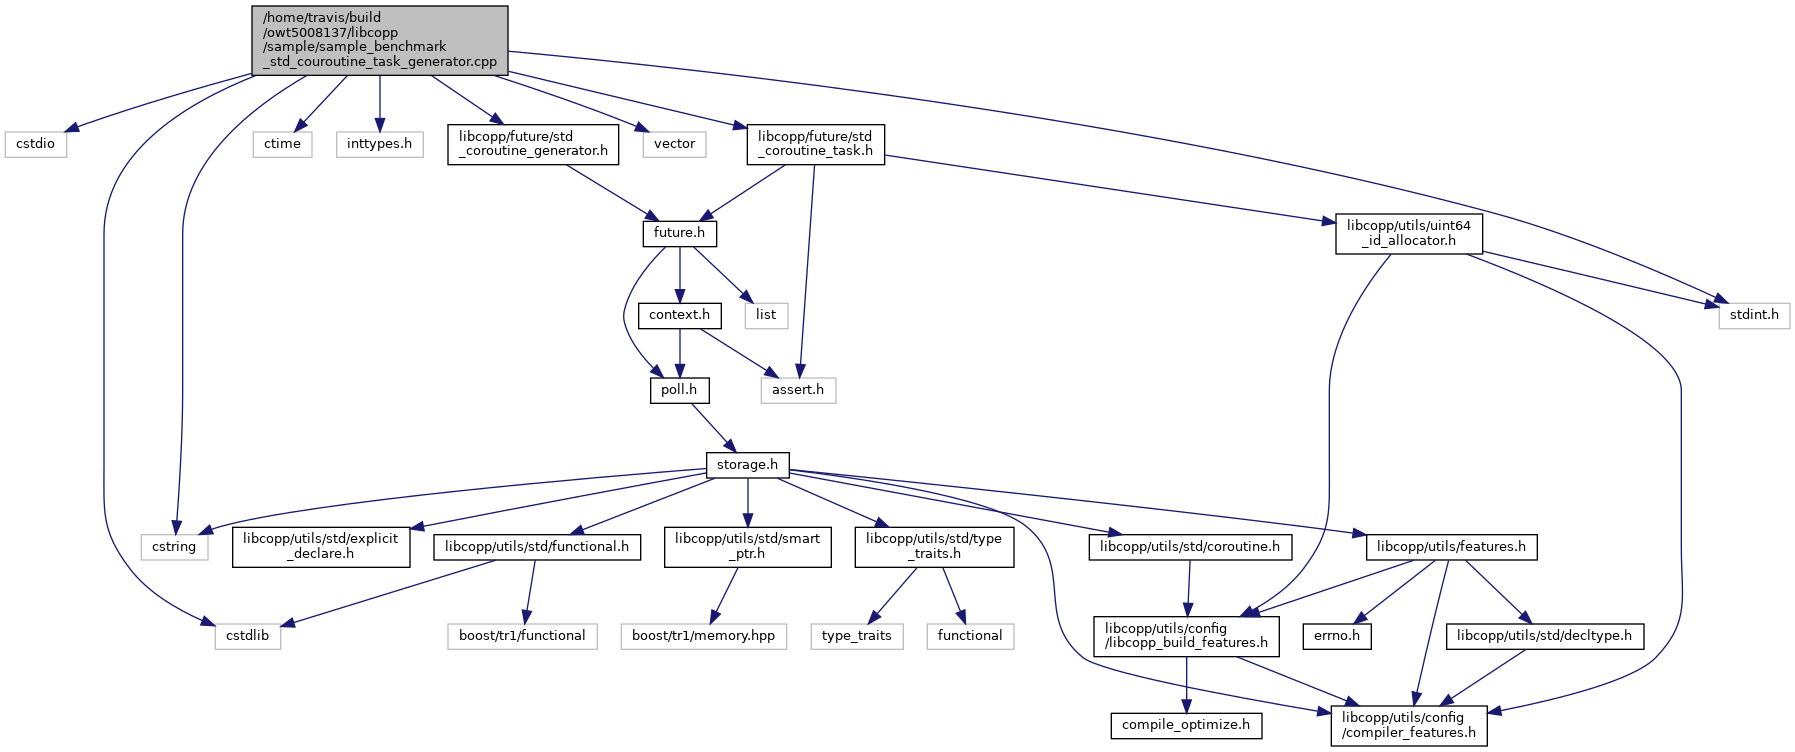 /home/travis/build
/owt5008137/libcopp
/sample/sample_benchmark
_std_couroutine_task_generator.cpp
cstdio
ctime
inttypes.h
libcopp/future/std
_coroutine_generator.h
vector
libcopp/future/std
_coroutine_task.h
future.h
libcopp/utils/uint64
_id_allocator.h
context.h
list
stdint.h
poll.h
assert.h
storage.h
cstring
libcopp/utils/std/explicit
_declare.h
libcopp/utils/std/functional.h
libcopp/utils/std/smart
_ptr.h
libcopp/utils/std/type
_traits.h
libcopp/utils/std/coroutine.h
libcopp/utils/features.h
cstdlib
boost/tr1/functional
boost/tr1/memory.hpp
type_traits
functional
libcopp/utils/config
/libcopp_build_features.h
errno.h
libcopp/utils/std/decltype.h
compile_optimize.h
libcopp/utils/config
/compiler_features.h